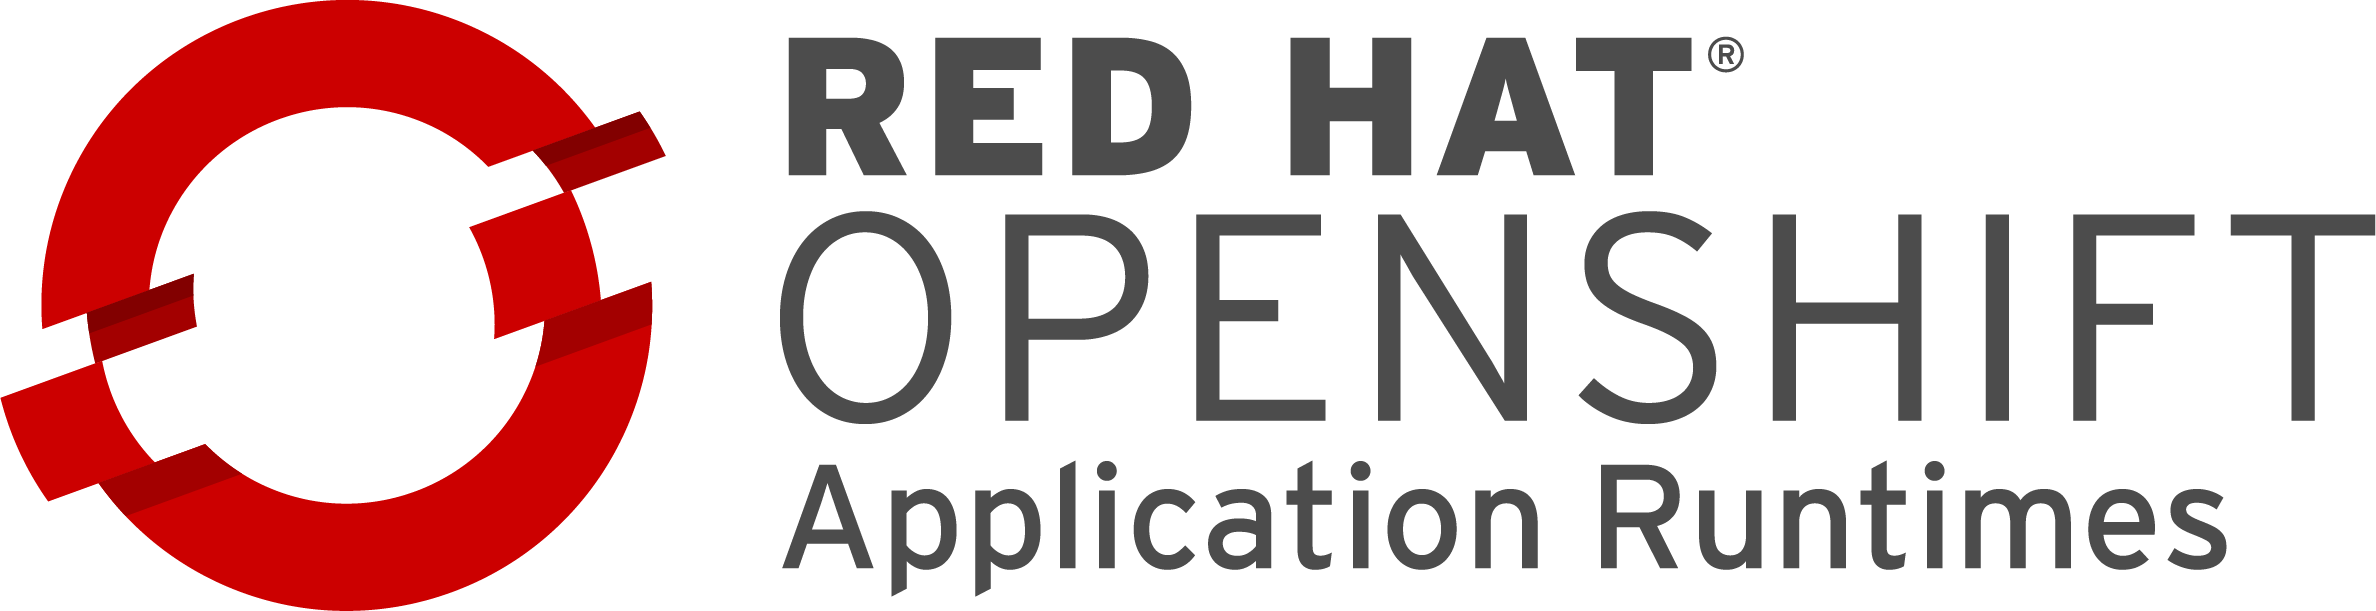 RED HAT®
OPENSHIFT
Application Runtimes